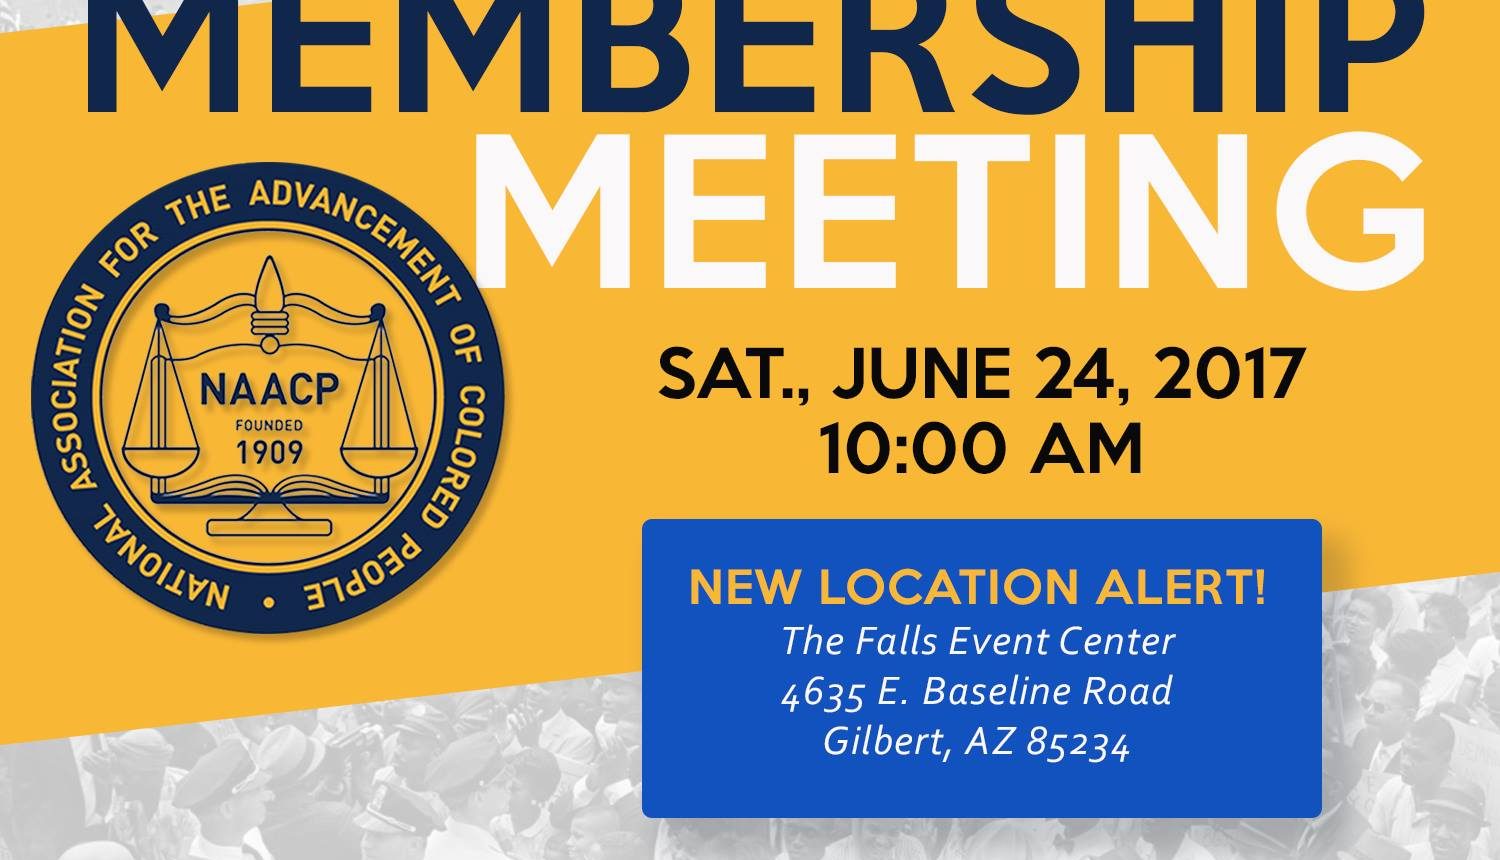 MEMBERSHIP
MEETING
NATIONAL ASSOCIATION FOR THE ADVANCEMENT OF COLORED PEOPLE •
NAACP
FOUNDED
1909
SAT., JUNE 24, 2017
10:00 AM
NEW LOCATION ALERT!
The Falls Event Center
4635 E. Baseline Road
Gilbert, AZ 85234